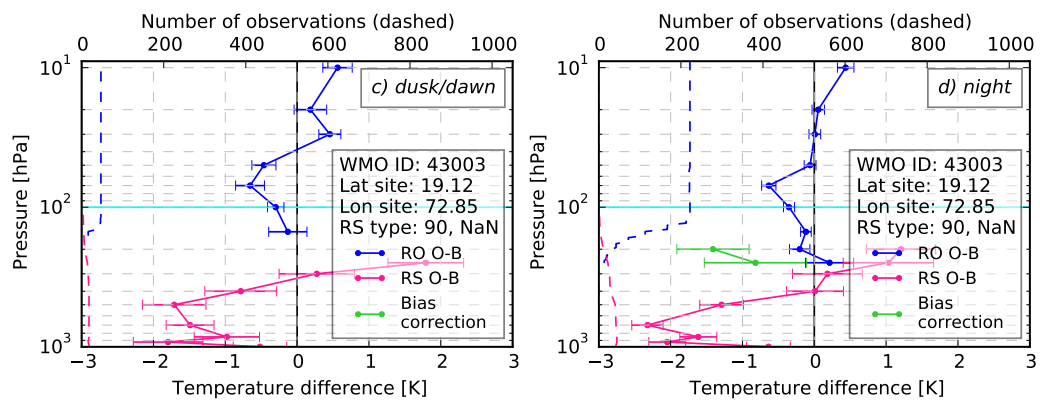 Number of observations (dashed)
0 200 400 600 800 1000
c) dusk/dawn
Pressure [hPa]
10¹
10²
10³
WMO ID: 43003
Lat site: 19.12
Lon site: 72.85
RS type: 90, NaN
RO O-B
RS O-B
Bias
correction
−3 −2 −1 0 1 2 3
Temperature difference [K]
Number of observations (dashed)
0 200 400 600 800 1000
d) night
Pressure [hPa]
10¹
10²
10³
WMO ID: 43003
Lat site: 19.12
Lon site: 72.85
RS type: 90, NaN
RO O-B
RS O-B
Bias
correction
−3 −2 −1 0 1 2 3
Temperature difference [K]